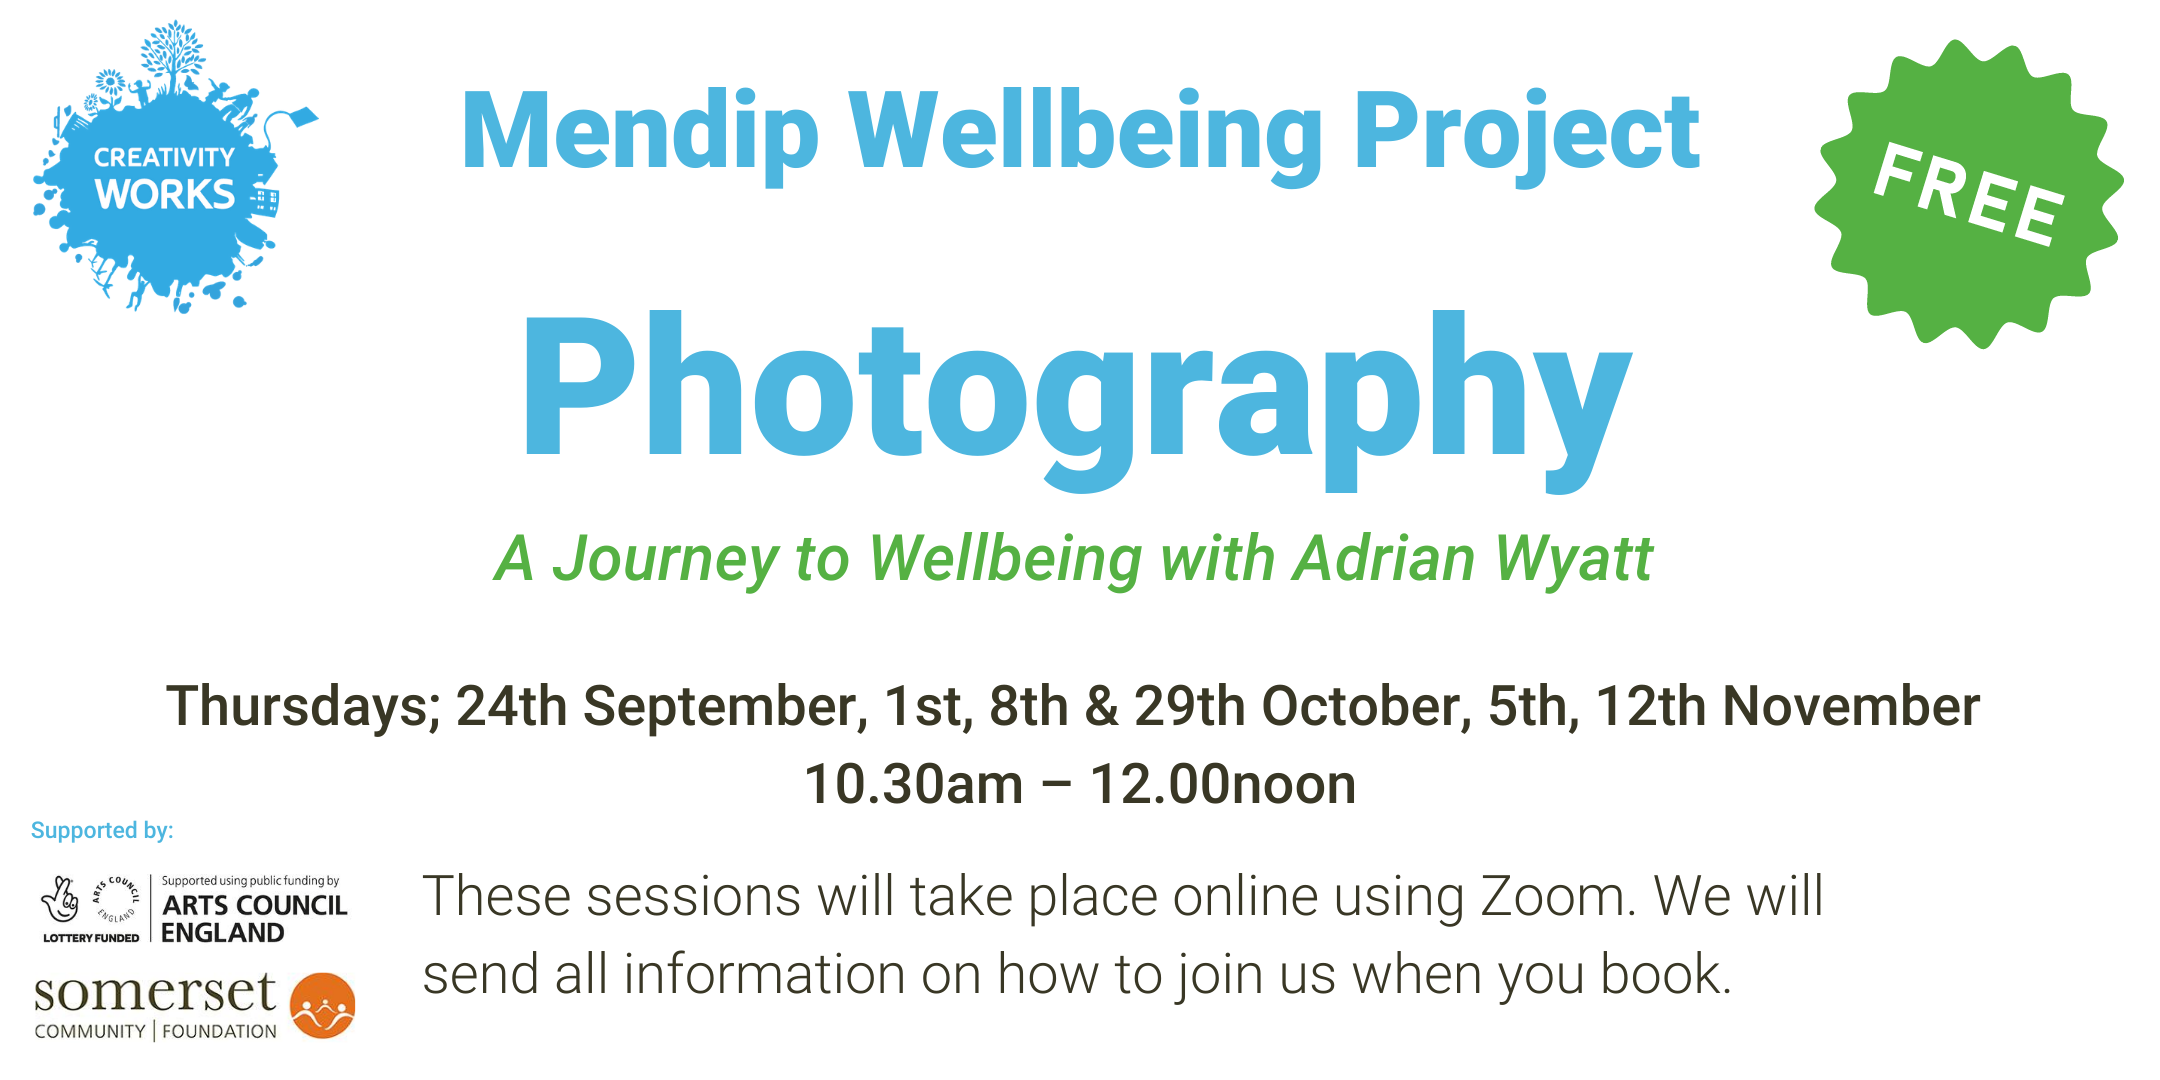 CREATIVITY
WORKS
Mendip Wellbeing Project
FREE
Photography
A Journey to Wellbeing with Adrian Wyatt
Thursdays; 24th September, 1st, 8th & 29th October, 5th, 12th November
10.30am – 12.00noon
Supported by:
LOTTERY FUNDED
ARTS COUNCIL
ENGLAND
Supported using public funding by
ARTS COUNCIL
ENGLAND
somerset
COMMUNITY | FOUNDATION
These sessions will take place online using Zoom. We will
send all information on how to join us when you book.